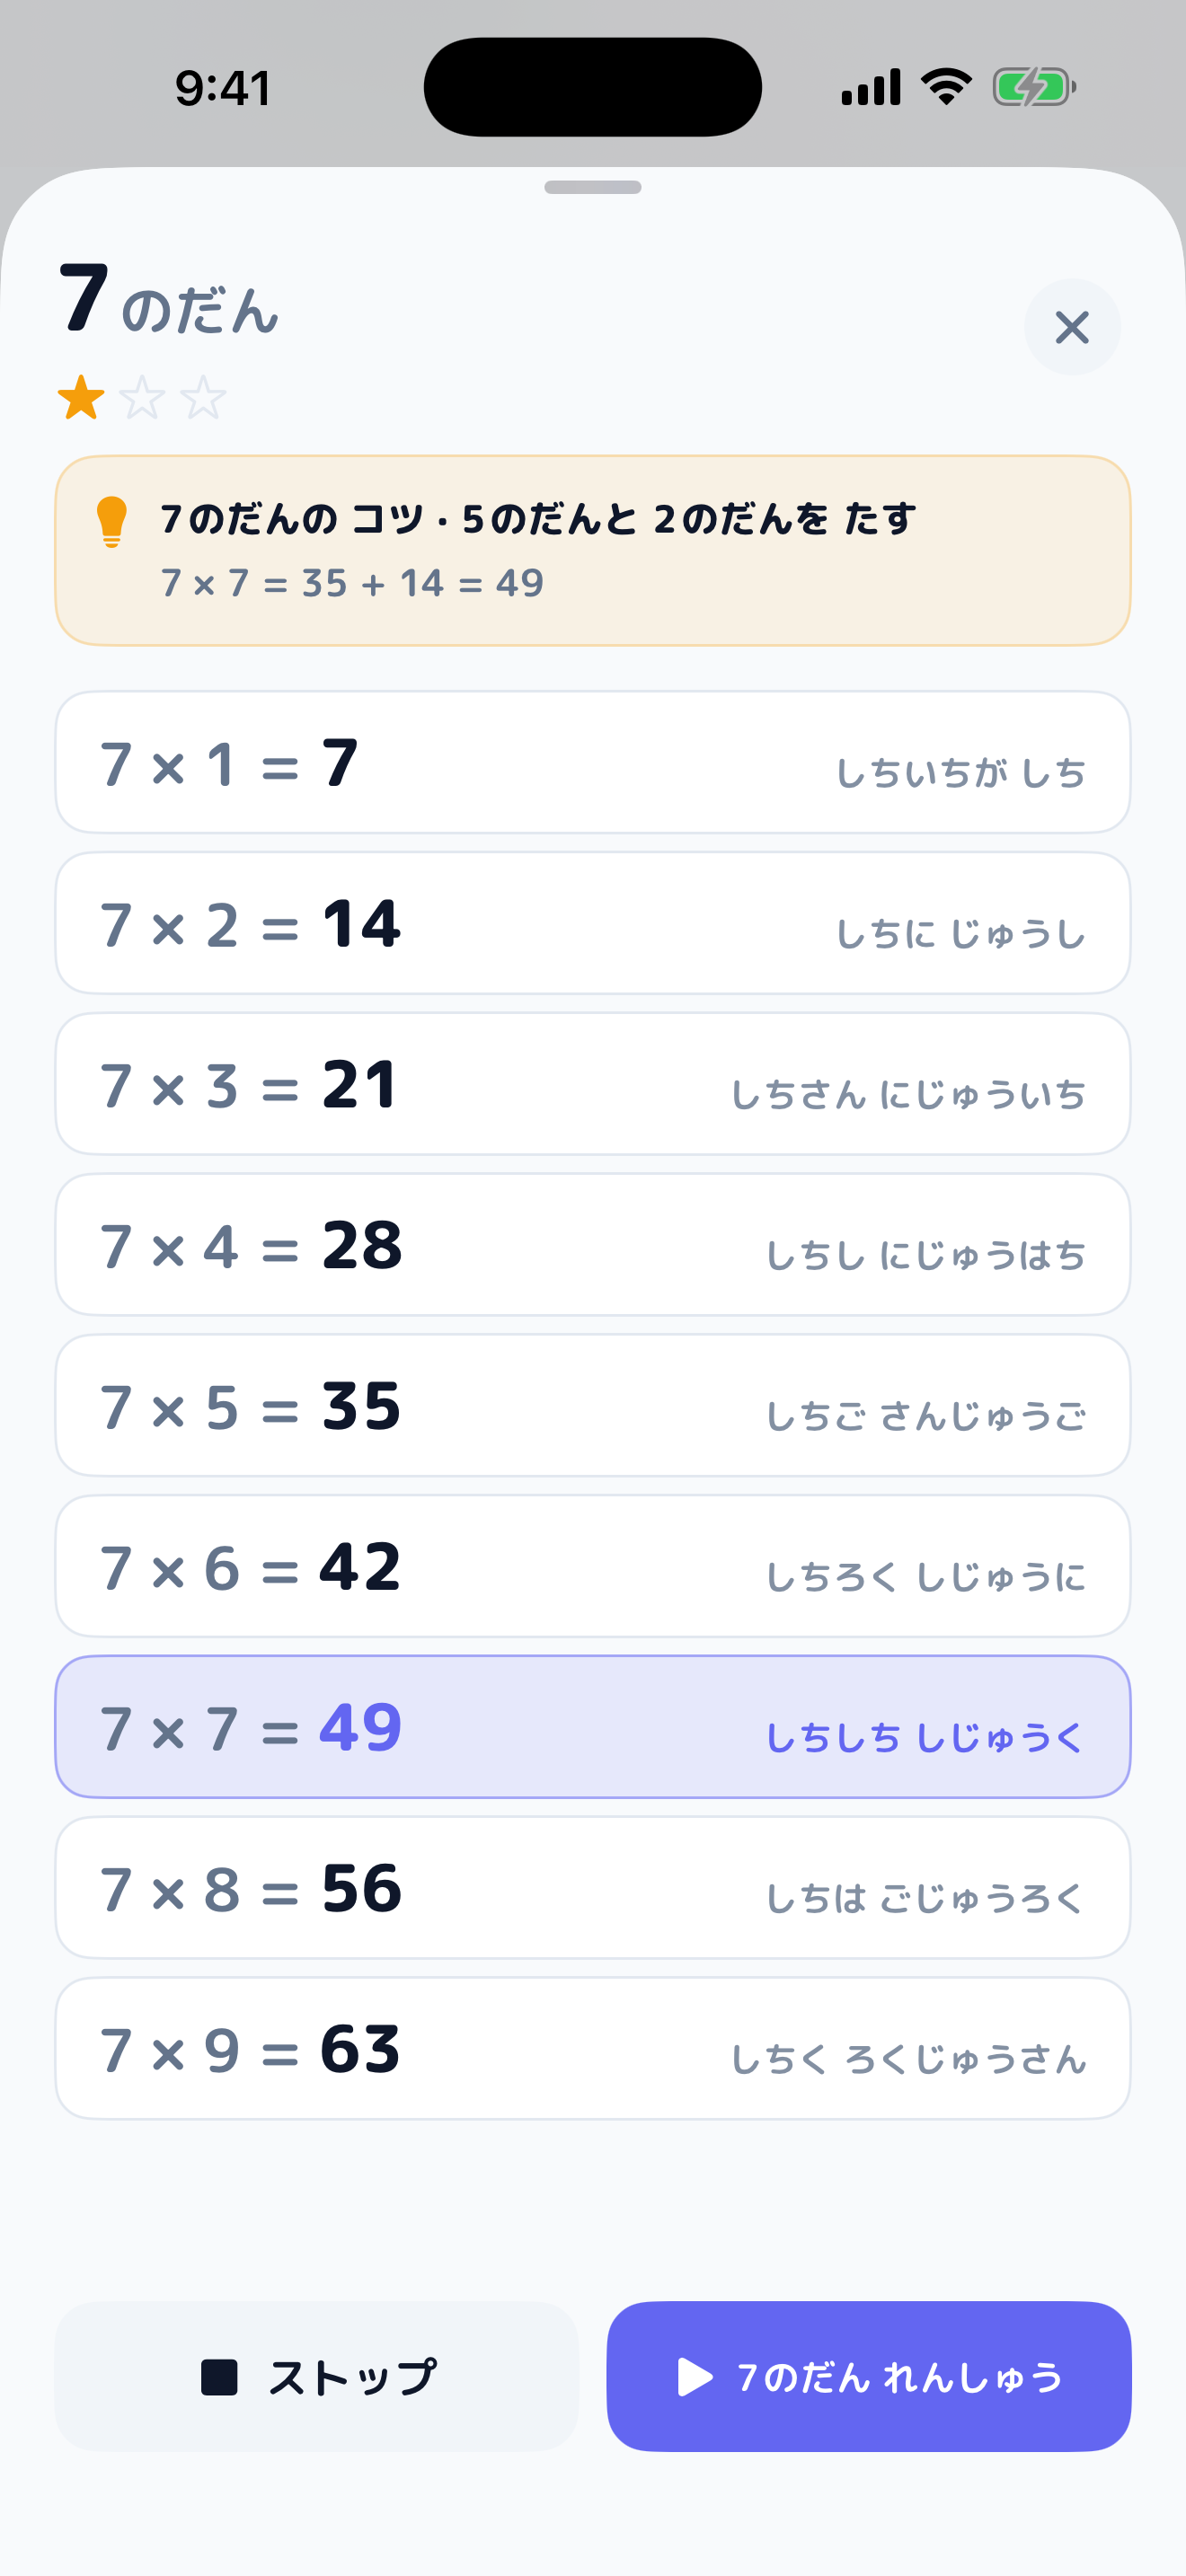 9:41
7のだん
7のだんの コツ · 5のだんと 2のだんを たす
7 × 7 = 35 + 14 = 49
7 × 1 = 7 しちいちが しち
7 × 2 = 14 しちに じゅうし
7 × 3 = 21 しちさん にじゅういち
7 × 4 = 28 しちし にじゅうはち
7 × 5 = 35 しちご さんじゅうご
7 × 6 = 42 しちろく しじゅうに
7 × 7 = 49 しちしち しじゅうく
7 × 8 = 56 しちは ごじゅうろく
7 × 9 = 63 しちく ろくじゅうさん
ストップ
7のだん れんしゅう